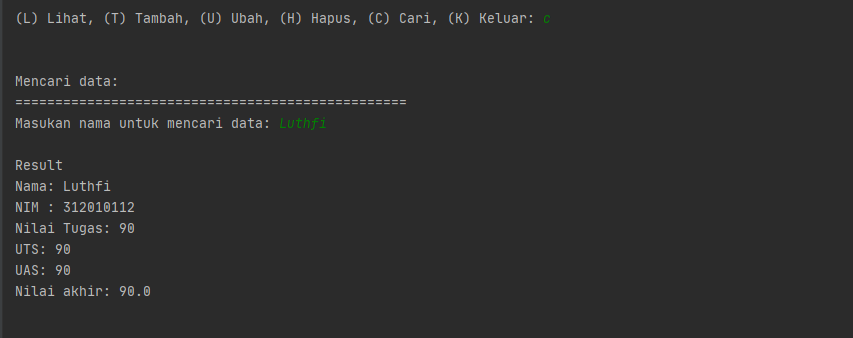 (L) Lihat, (T) Tambah, (U) Ubah, (H) Hapus, (C) Cari, (K) Keluar: c
Mencari data:
=================================================
Masukan nama untuk mencari data: Luthfi
Result
Nama: Luthfi
NIM : 312010112
Nilai Tugas: 90
UTS: 90
UAS: 90
Nilai akhir: 90.0